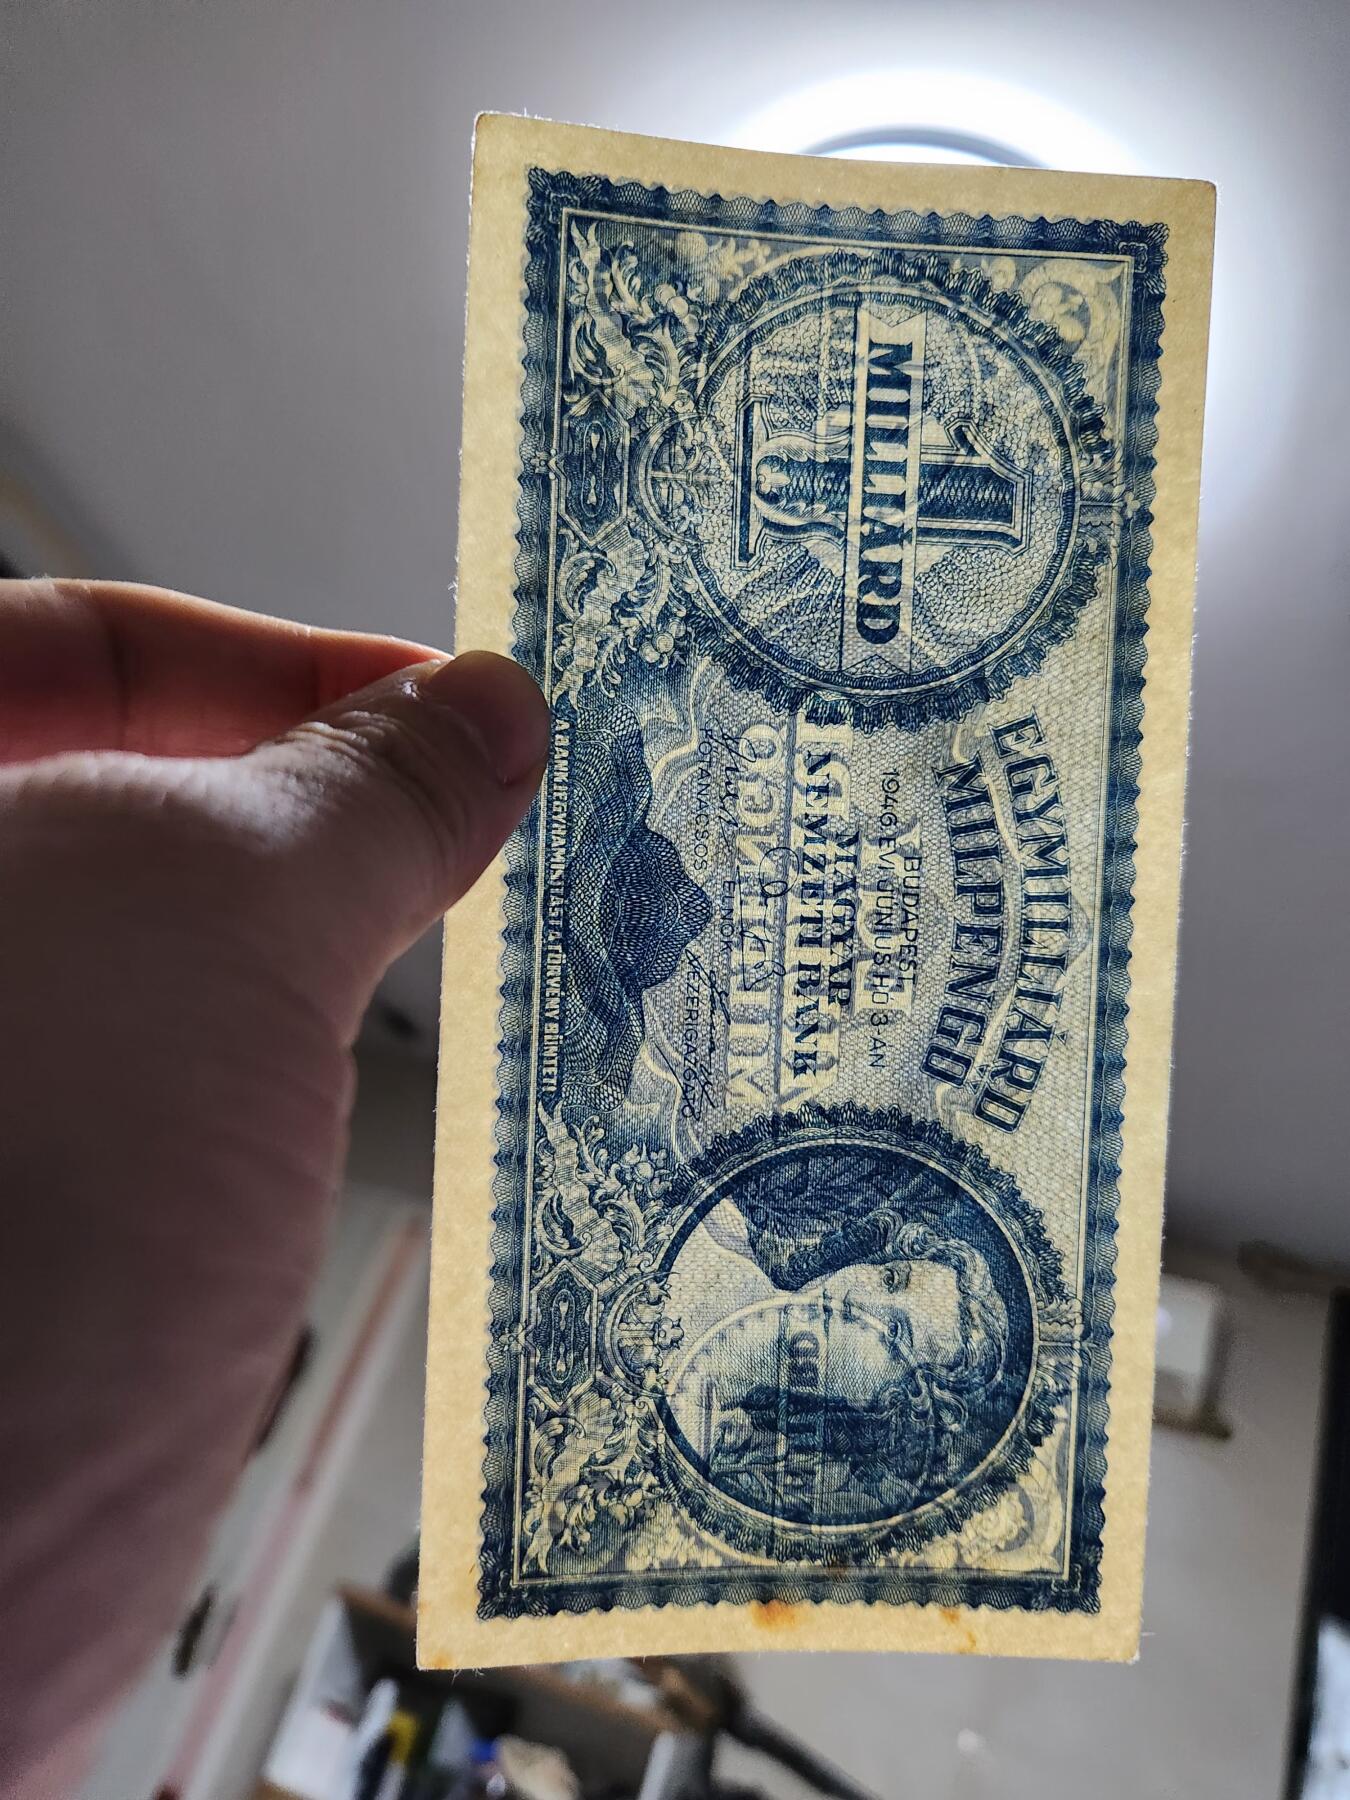 EGYMILLIÁRD
MILPENGŐ
1
MILLIÁRD
BUDAPEST,
1946. ÉVI JÚNIUS HÓ 3-ÁN
MAGYAR
NEMZETI BANK
FŐTANÁCSOS
ELNÖK
VEZÉRIGAZGATÓ
A BANKJEGYHAMISÍTÁST A TÖRVÉNY BÜNTETI